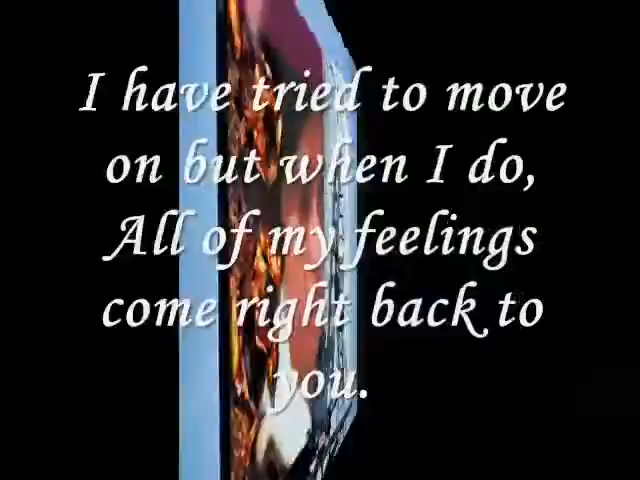 I have tried to move
on but when I do,
All of my feelings
come right back to
you.